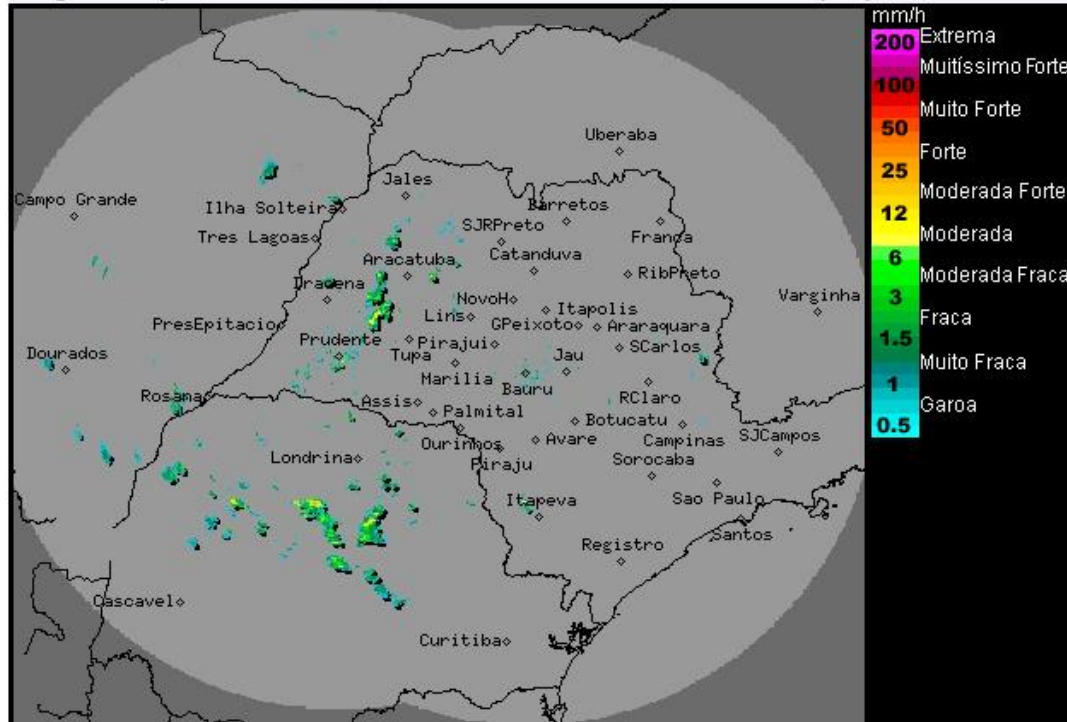 mm/h
200 Extrema
Muitíssimo Forte
100
Muito Forte
50
Forte
25
Moderada Forte
12
Moderada
6
Moderada Fraca
3
Fraca
1.5
Muito Fraca
1
Garoa
0.5
Uberaba
Jales
Campo Grande
Ilha Solteira
Barretos
SJRPreto
Franca
Tres Lagoas
Catanduva
Aracatuba
RibPreto
Dracena
NovoH
Itapolis
Varginha
Lins
GPeixoto
Araraquara
PresEpitacio
Prudente
Pirajui
SCarlos
Dourados
Tupa
Jau
Marilia
Bauru
Rosana
Assis
RClaro
Palmital
Botucatu
Ourinhos
Avare
Campinas
SJCampos
Londrina
Piraju
Sorocaba
Itapeva
Sao Paulo
Santos
Registro
Cascavel
Curitiba